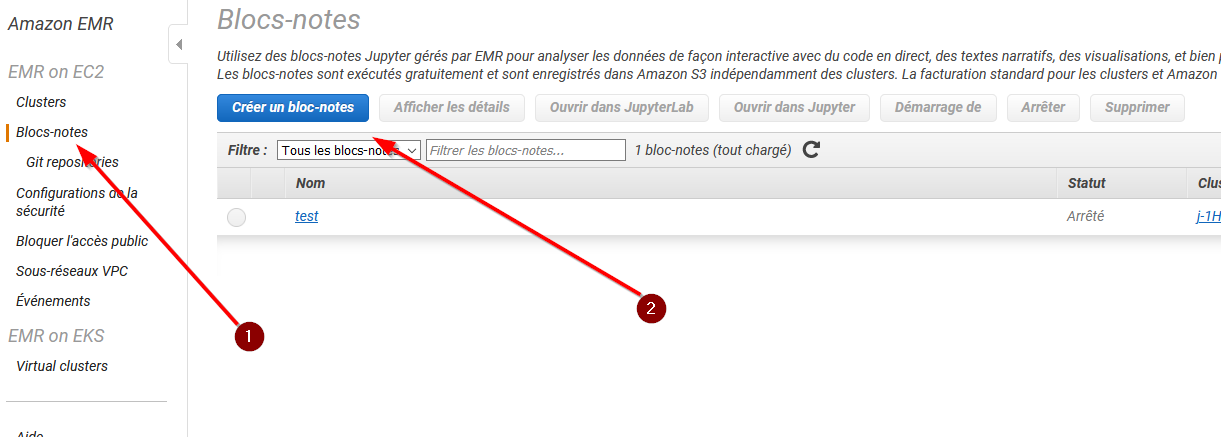 Amazon EMR
EMR on EC2
Clusters
Blocs-notes
Git repositories
Configurations de la
sécurité
Bloquer l'accès public
Sous-réseaux VPC
Événements
EMR on EKS
Virtual clusters
Aide
Blocs-notes
Utilisez des blocs-notes Jupyter gérés par EMR pour analyser les données de façon interactive avec du code en direct, des textes narratifs, des visualisations, et bien
Les blocs-notes sont exécutés gratuitement et sont enregistrés dans Amazon S3 indépendamment des clusters. La facturation standard pour les clusters et Amazon
Créer un bloc-notes Afficher les détails Ouvrir dans JupyterLab Ouvrir dans Jupyter Démarrage de Arrêter Supprimer
Filtre : Tous les blocs-notes Filtrer les blocs-notes... 1 bloc-notes (tout chargé)
Nom Statut Clus
test Arrêté j-1H
1
2